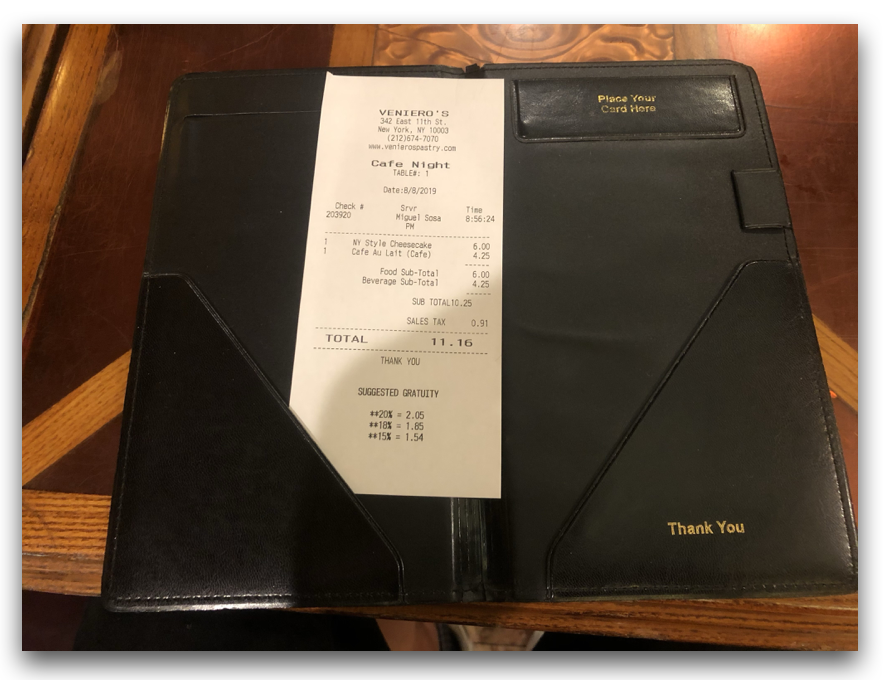 VENIERO'S
342 East 11th St.
New York, NY 10003
(212)674-7070
www.venierospastry.com
Cafe Night
TABLE#: 1
Date:8/8/2019
Check # Srvr Time
203920 Miguel Sosa 8:56:24
PM
1 NY Style Cheesecake 6.00
1 Cafe Au Lait (Cafe) 4.25
Food Sub-Total 6.00
Beverage Sub-Total 4.25
SUB TOTAL10.25
SALES TAX 0.91
TOTAL 11.16
THANK YOU
SUGGESTED GRATUITY
**20% = 2.05
**18% = 1.85
**15% = 1.54
Place Your
Card Here
Thank You